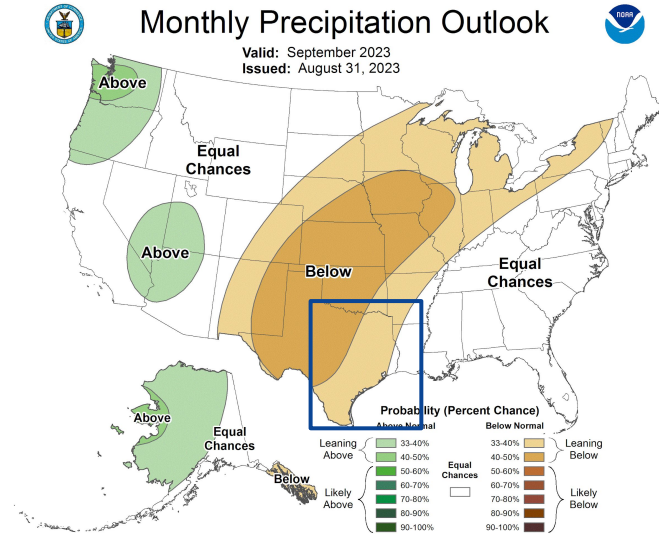 Monthly Precipitation Outlook
NOAA
Valid: September 2023
Issued: August 31, 2023
Above
Equal
Chances
Above
Below
Equal
Chances
Above
Equal
Chances
Below
Probability (Percent Chance)
Above Normal
Below Normal
Leaning
Above
33-40%
40-50%
50-60%
60-70%
70-80%
80-90%
90-100%
Likely
Above
Equal
Chances
33-40%
40-50%
50-60%
60-70%
70-80%
80-90%
90-100%
Leaning
Below
Likely
Below